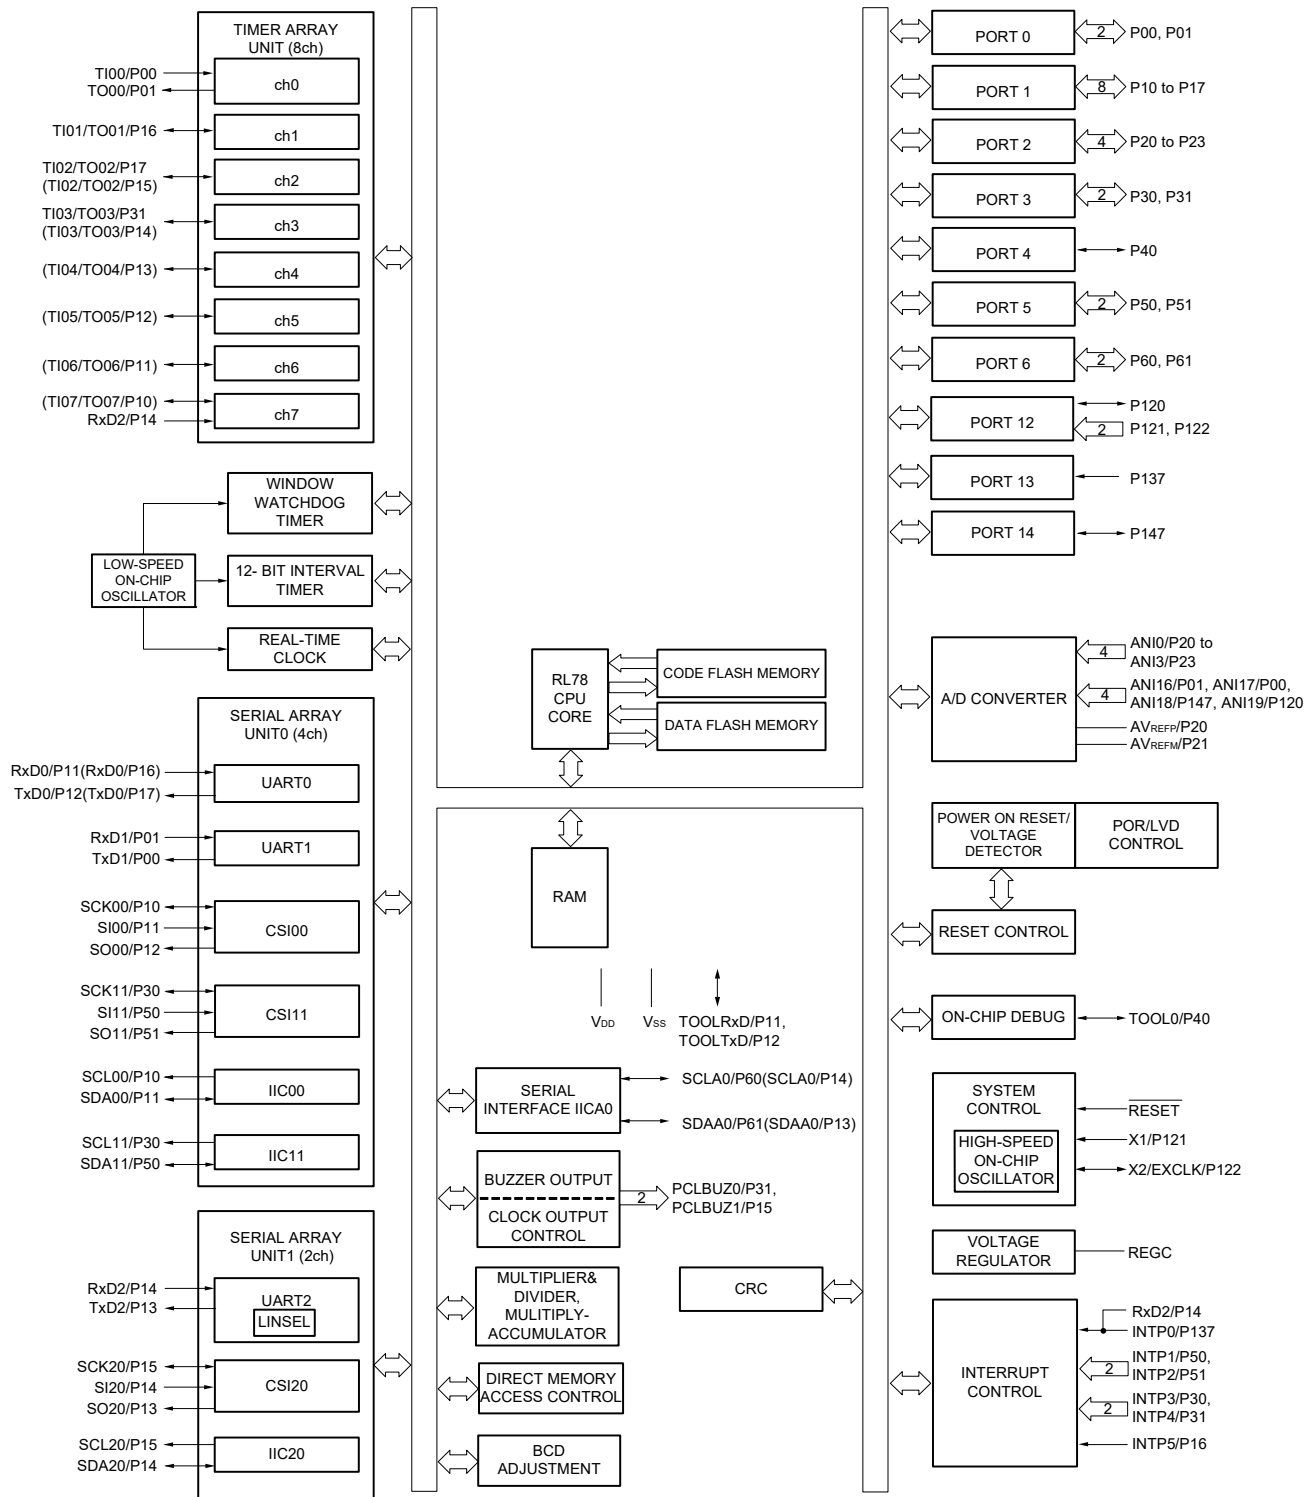 TIMER ARRAY
UNIT (8ch)
TI00/P00
TO00/P01
ch0
TI01/TO01/P16
ch1
TI02/TO02/P17
(TI02/TO02/P15)
ch2
TI03/TO03/P31
(TI03/TO03/P14)
ch3
(TI04/TO04/P13)
ch4
(TI05/TO05/P12)
ch5
(TI06/TO06/P11)
ch6
(TI07/TO07/P10)
RxD2/P14
ch7
WINDOW
WATCHDOG
TIMER
LOW-SPEED
ON-CHIP
OSCILLATOR
12- BIT INTERVAL
TIMER
REAL-TIME
CLOCK
SERIAL ARRAY
UNIT0 (4ch)
RxD0/P11(RxD0/P16)
TxD0/P12(TxD0/P17)
UART0
RxD1/P01
TxD1/P00
UART1
SCK00/P10
SI00/P11
SO00/P12
CSI00
SCK11/P30
SI11/P50
SO11/P51
CSI11
SCL00/P10
SDA00/P11
IIC00
SCL11/P30
SDA11/P50
IIC11
SERIAL ARRAY
UNIT1 (2ch)
RxD2/P14
TxD2/P13
UART2
LINSEL
SCK20/P15
SI20/P14
SO20/P13
CSI20
SCL20/P15
SDA20/P14
IIC20
RL78
CPU
CORE
CODE FLASH MEMORY
DATA FLASH MEMORY
RAM
VDD
VSS
TOOLRxD/P11,
TOOLTxD/P12
SERIAL
INTERFACE IICA0
SCLA0/P60(SCLA0/P14)
SDAA0/P61(SDAA0/P13)
BUZZER OUTPUT
CLOCK OUTPUT
CONTROL
2
PCLBUZ0/P31,
PCLBUZ1/P15
MULTIPLIER&
DIVIDER,
MULITIPLY-
ACCUMULATOR
CRC
DIRECT MEMORY
ACCESS CONTROL
BCD
ADJUSTMENT
PORT 0
2
P00, P01
PORT 1
8
P10 to P17
PORT 2
4
P20 to P23
PORT 3
2
P30, P31
PORT 4
P40
PORT 5
2
P50, P51
PORT 6
2
P60, P61
PORT 12
P120
2
P121, P122
PORT 13
P137
PORT 14
P147
A/D CONVERTER
4
ANI0/P20 to
ANI3/P23
4
ANI16/P01, ANI17/P00,
ANI18/P147, ANI19/P120
AVREFP/P20
AVREFM/P21
POWER ON RESET/
VOLTAGE
DETECTOR
POR/LVD
CONTROL
RESET CONTROL
ON-CHIP DEBUG
TOOL0/P40
SYSTEM
CONTROL
HIGH-SPEED
ON-CHIP
OSCILLATOR
RESET
X1/P121
X2/EXCLK/P122
VOLTAGE
REGULATOR
REGC
INTERRUPT
CONTROL
RxD2/P14
INTP0/P137
2
INTP1/P50,
INTP2/P51
2
INTP3/P30,
INTP4/P31
INTP5/P16